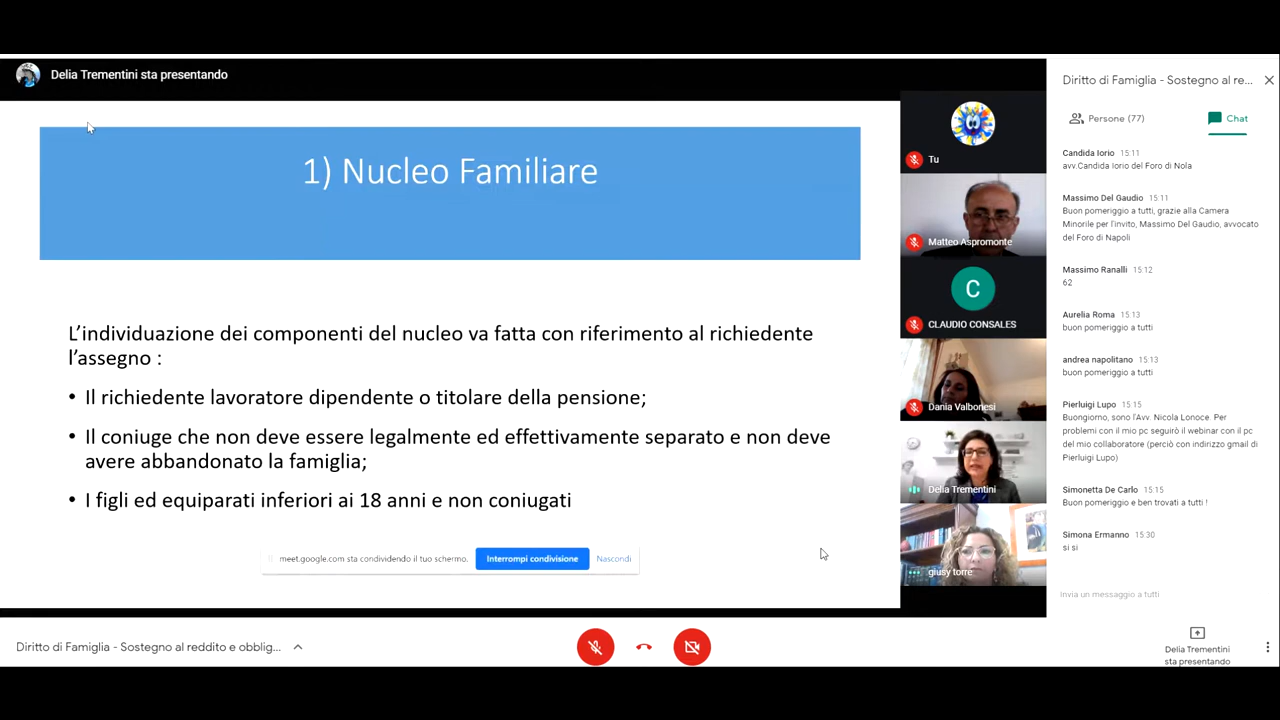 Delia Trementini sta presentando
1) Nucleo Familiare
L'individuazione dei componenti del nucleo va fatta con riferimento al richiedente
l'assegno :
• Il richiedente lavoratore dipendente o titolare della pensione;
• Il coniuge che non deve essere legalmente ed effettivamente separato e non deve
avere abbandonato la famiglia;
• I figli ed equiparati inferiori ai 18 anni e non coniugati
meet.google.com sta condividendo il tuo schermo.
Interrompi condivisione
Nascondi
Tu
Matteo Aspromonte
C
CLAUDIO CONSALES
Dania Valbonesi
Delia Trementini
giusy torre
Diritto di Famiglia - Sostegno al re...
Persone (77)
Chat
Candida Iorio 15:11
avv.Candida Iorio del Foro di Nola
Massimo Del Gaudio 15:11
Buon pomeriggio a tutti, grazie alla Camera
Minorile per l'invito, Massimo Del Gaudio, avvocato
del Foro di Napoli
Massimo Ranalli 15:12
62
Aurelia Roma 15:13
buon pomeriggio a tutti
andrea napolitano 15:13
buon pomeriggio a tutti
Pierluigi Lupo 15:15
Buongiorno, sono l'Avv. Nicola Lonoce. Per
problemi con il mio pc seguirò il webinar con il pc
del mio collaboratore (perciò con indirizzo gmail di
Pierluigi Lupo)
Simonetta De Carlo 15:15
Buon pomeriggio e ben trovati a tutti !
Simona Ermanno 15:30
si si
Invia un messaggio a tutti
Diritto di Famiglia - Sostegno al reddito e obblig...
Delia Trementini
sta presentando